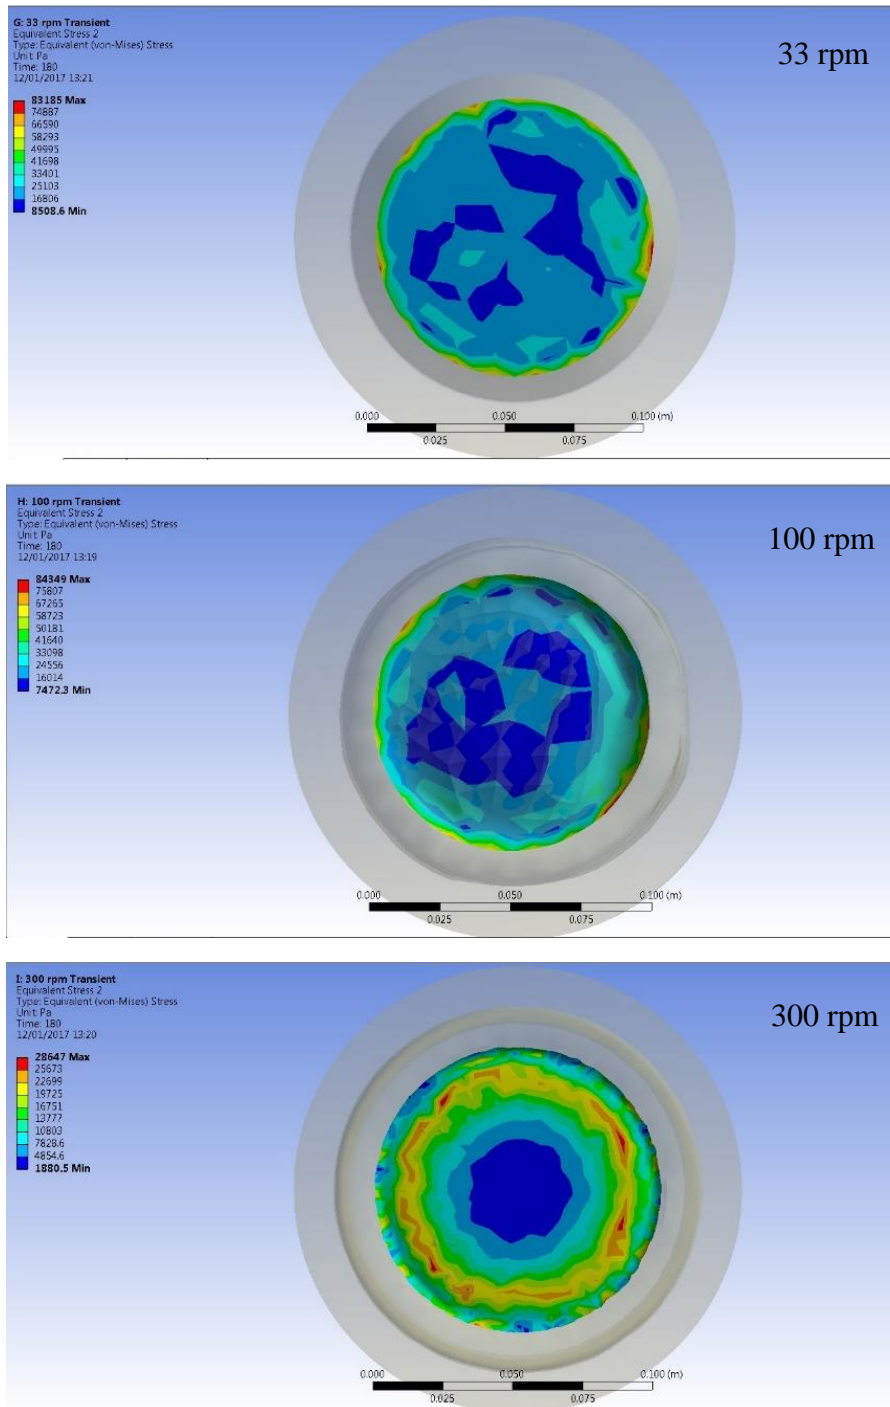 G: 33 rpm Transient
Equivalent Stress 2
Type: Equivalent (von-Mises) Stress
Unit: Pa
Time: 180
12/01/2017 13:21
33 rpm
83185 Max
74887
66590
58293
49995
41698
33401
25103
16806
8508.6 Min
0.000
0.050
0.100 (m)
0.025
0.075
H: 100 rpm Transient
Equivalent Stress 2
Type: Equivalent (von-Mises) Stress
Unit: Pa
Time: 180
12/01/2017 13:19
100 rpm
84349 Max
75807
67265
58723
50181
41640
33098
24556
16014
7472.3 Min
0.000
0.050
0.100 (m)
0.025
0.075
I: 300 rpm Transient
Equivalent Stress 2
Type: Equivalent (von-Mises) Stress
Unit: Pa
Time: 180
12/01/2017 13:20
300 rpm
28647 Max
25673
22699
19725
16751
13777
10803
7828.6
4854.6
1880.5 Min
0.000
0.050
0.100 (m)
0.025
0.075